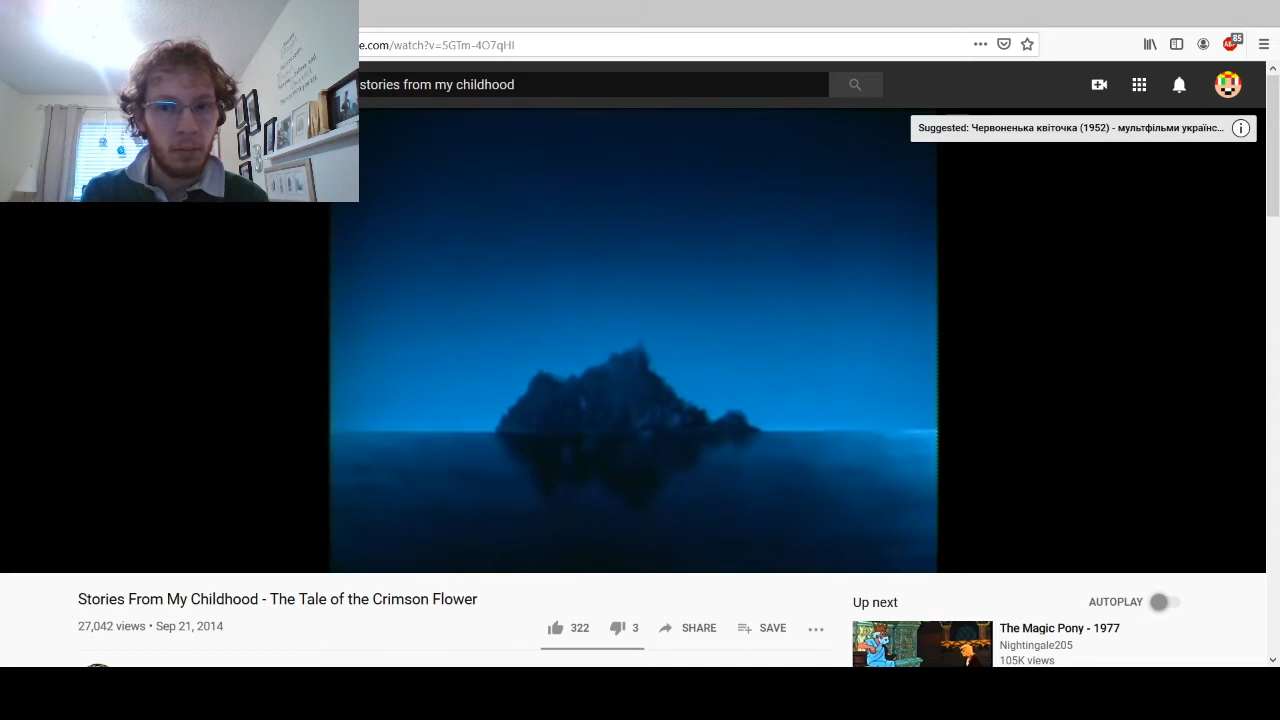 e.com/watch?v=5GTm-4O7qHI
85
stories from my childhood
Suggested: Червоненька квіточка (1952) - мультфільми українс...
Stories From My Childhood - The Tale of the Crimson Flower
27,042 views • Sep 21, 2014
322
3
SHARE
SAVE
Up next
AUTOPLAY
The Magic Pony - 1977
Nightingale205
105K views